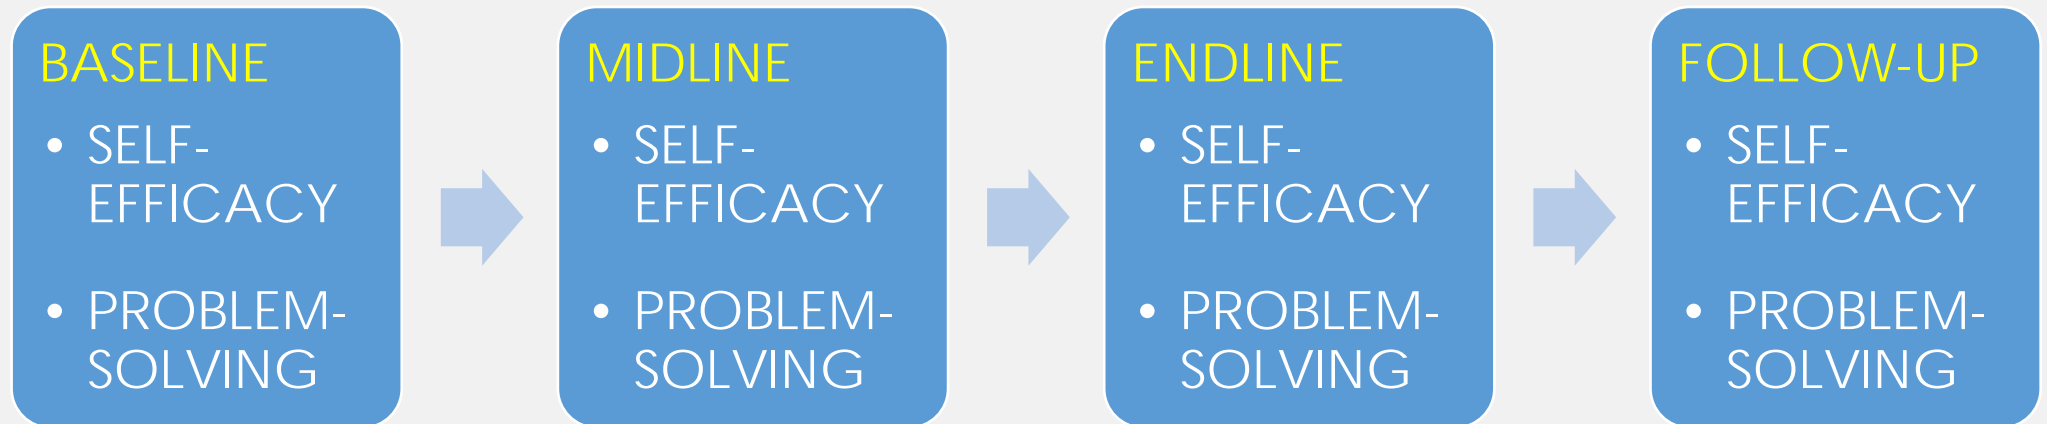 BASELINE
• SELF-
EFFICACY
• PROBLEM-
SOLVING
MIDLINE
• SELF-
EFFICACY
• PROBLEM-
SOLVING
ENDLINE
• SELF-
EFFICACY
• PROBLEM-
SOLVING
FOLLOW-UP
• SELF-
EFFICACY
• PROBLEM-
SOLVING